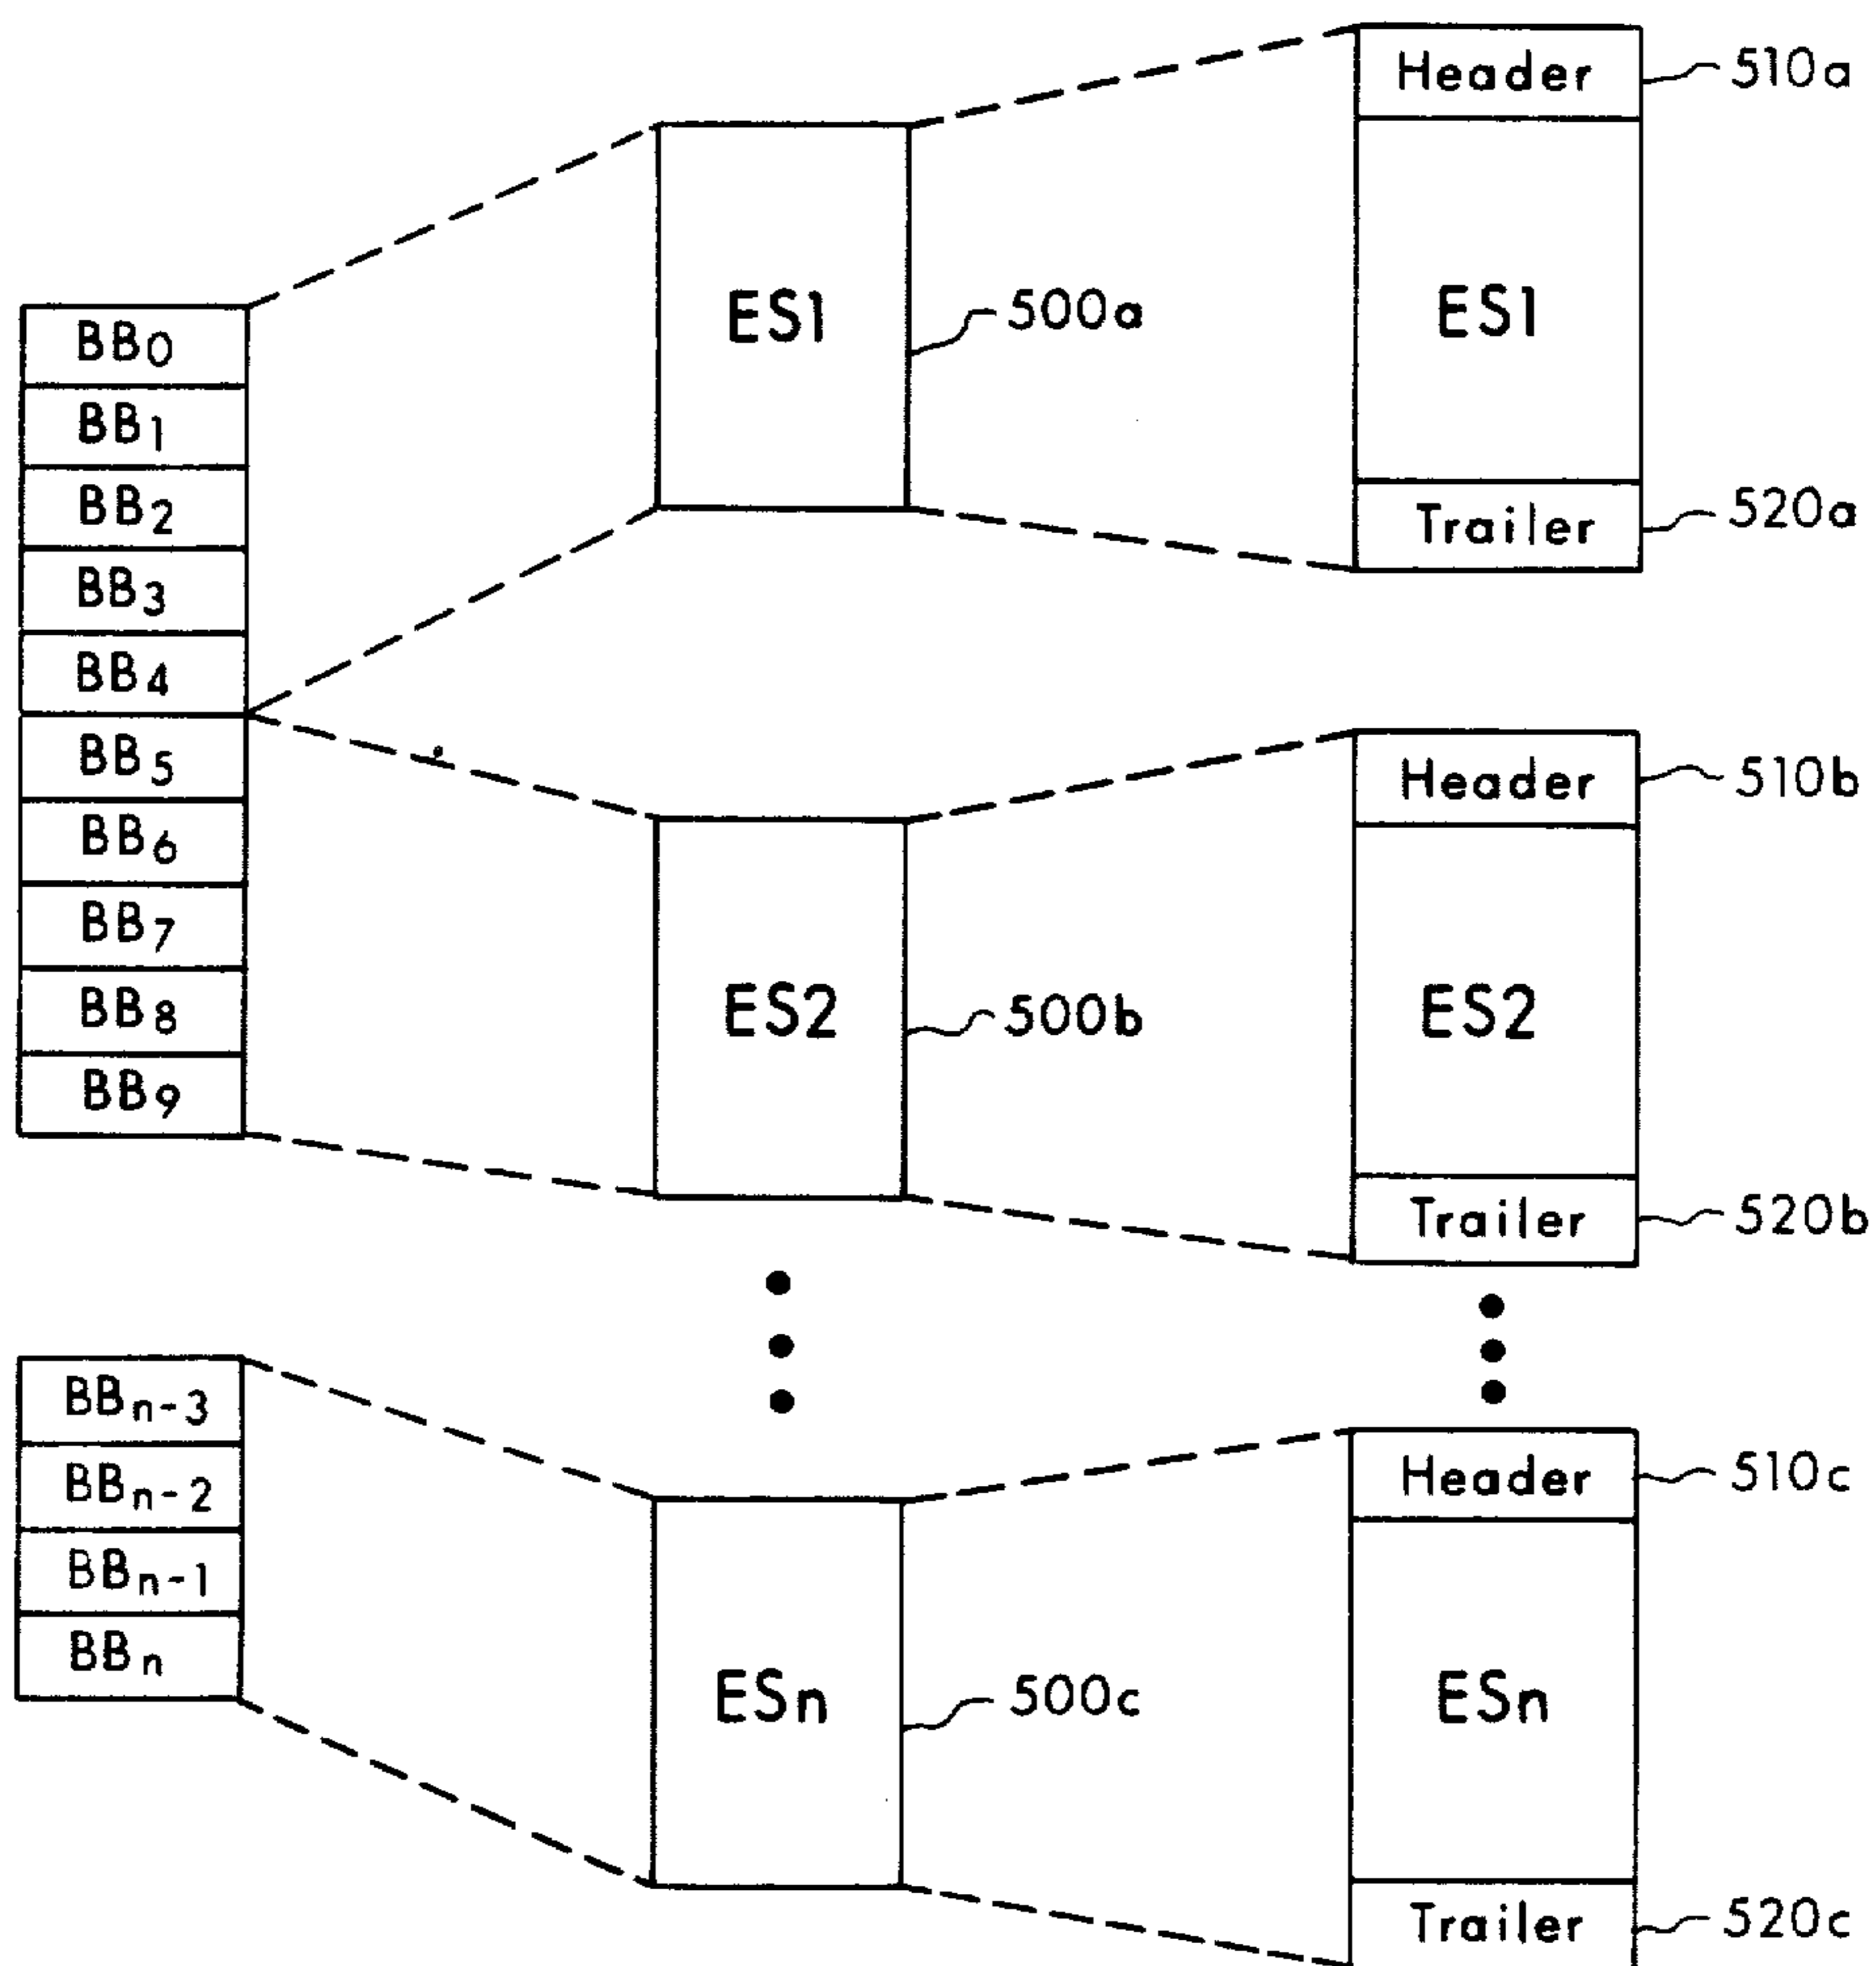 BB0
BB1
BB2
BB3
BB4
BB5
BB6
BB7
BB8
BB9
BBn-3
BBn-2
BBn-1
BBn
ES1
500a
ES2
500b
ESn
500c
Header
510a
ES1
Trailer
520a
Header
510b
ES2
Trailer
520b
Header
510c
ESn
Trailer
520c